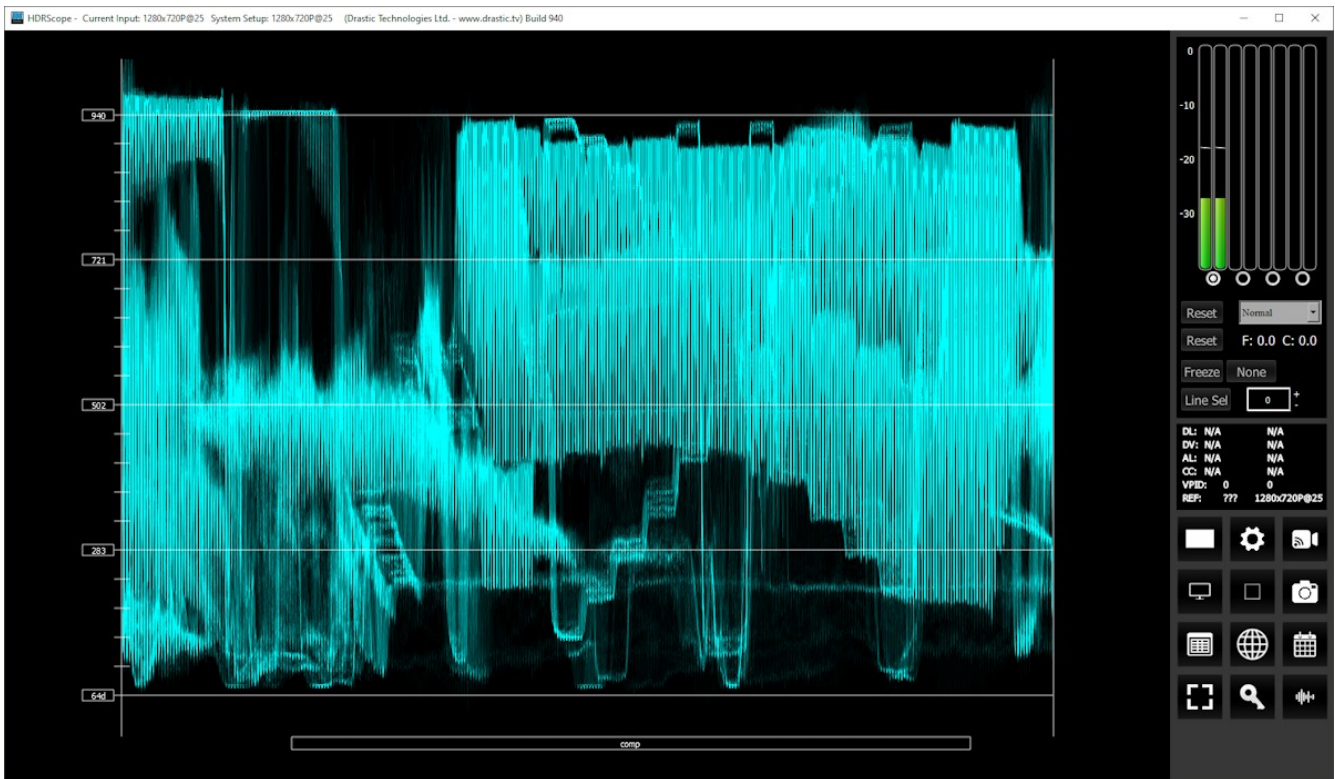 HDRScope - Current Input: 1280x720P@25 System Setup: 1280x720P@25 (Drastic Technologies Ltd. - www.drastic.tv) Build 940
940
721
502
283
64d
comp
0
-10
-20
-30
Reset Normal
Reset F: 0.0 C: 0.0
Freeze None
Line Sel 0 + -
DL: N/A N/A
DV: N/A N/A
AL: N/A N/A
CC: N/A N/A
VPID: 0 0
REF: ??? 1280x720P@25